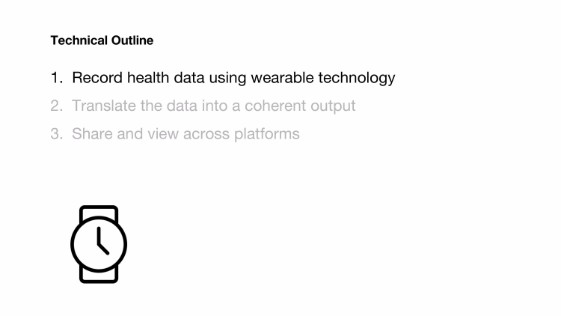 Technical Outline
1. Record health data using wearable technology
2. Translate the data into a coherent output
3. Share and view across platforms